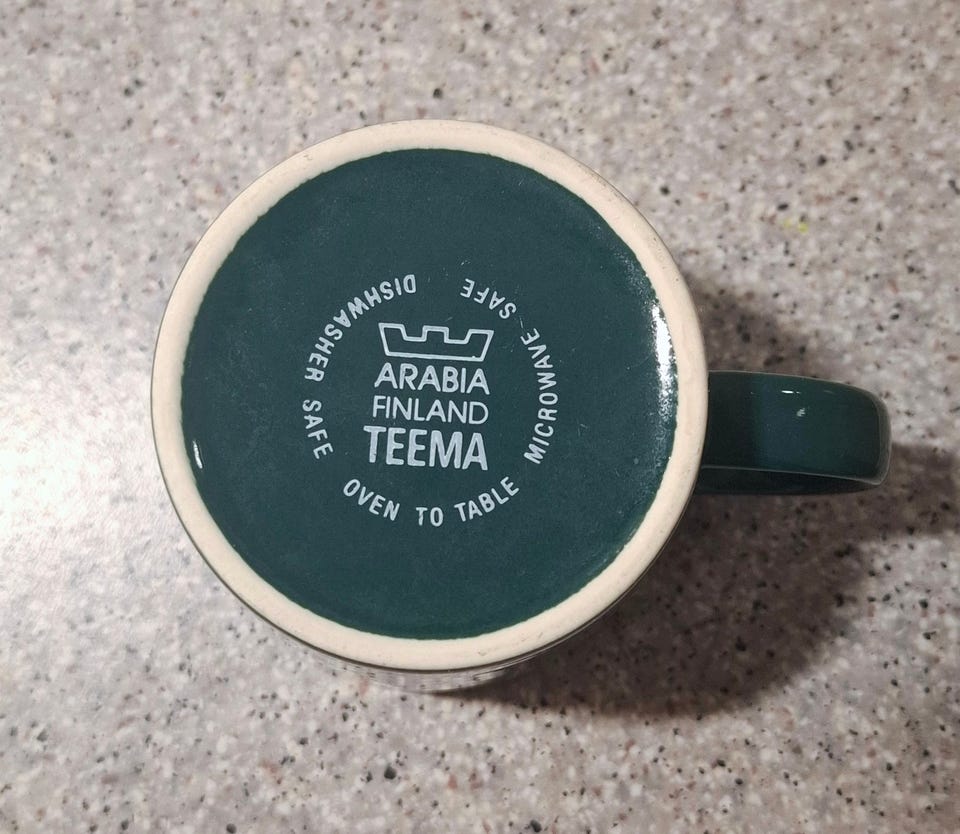 ARABIA
FINLAND
TEEMA
DISHWASHER SAFE
OVEN TO TABLE
MICROWAVE SAFE